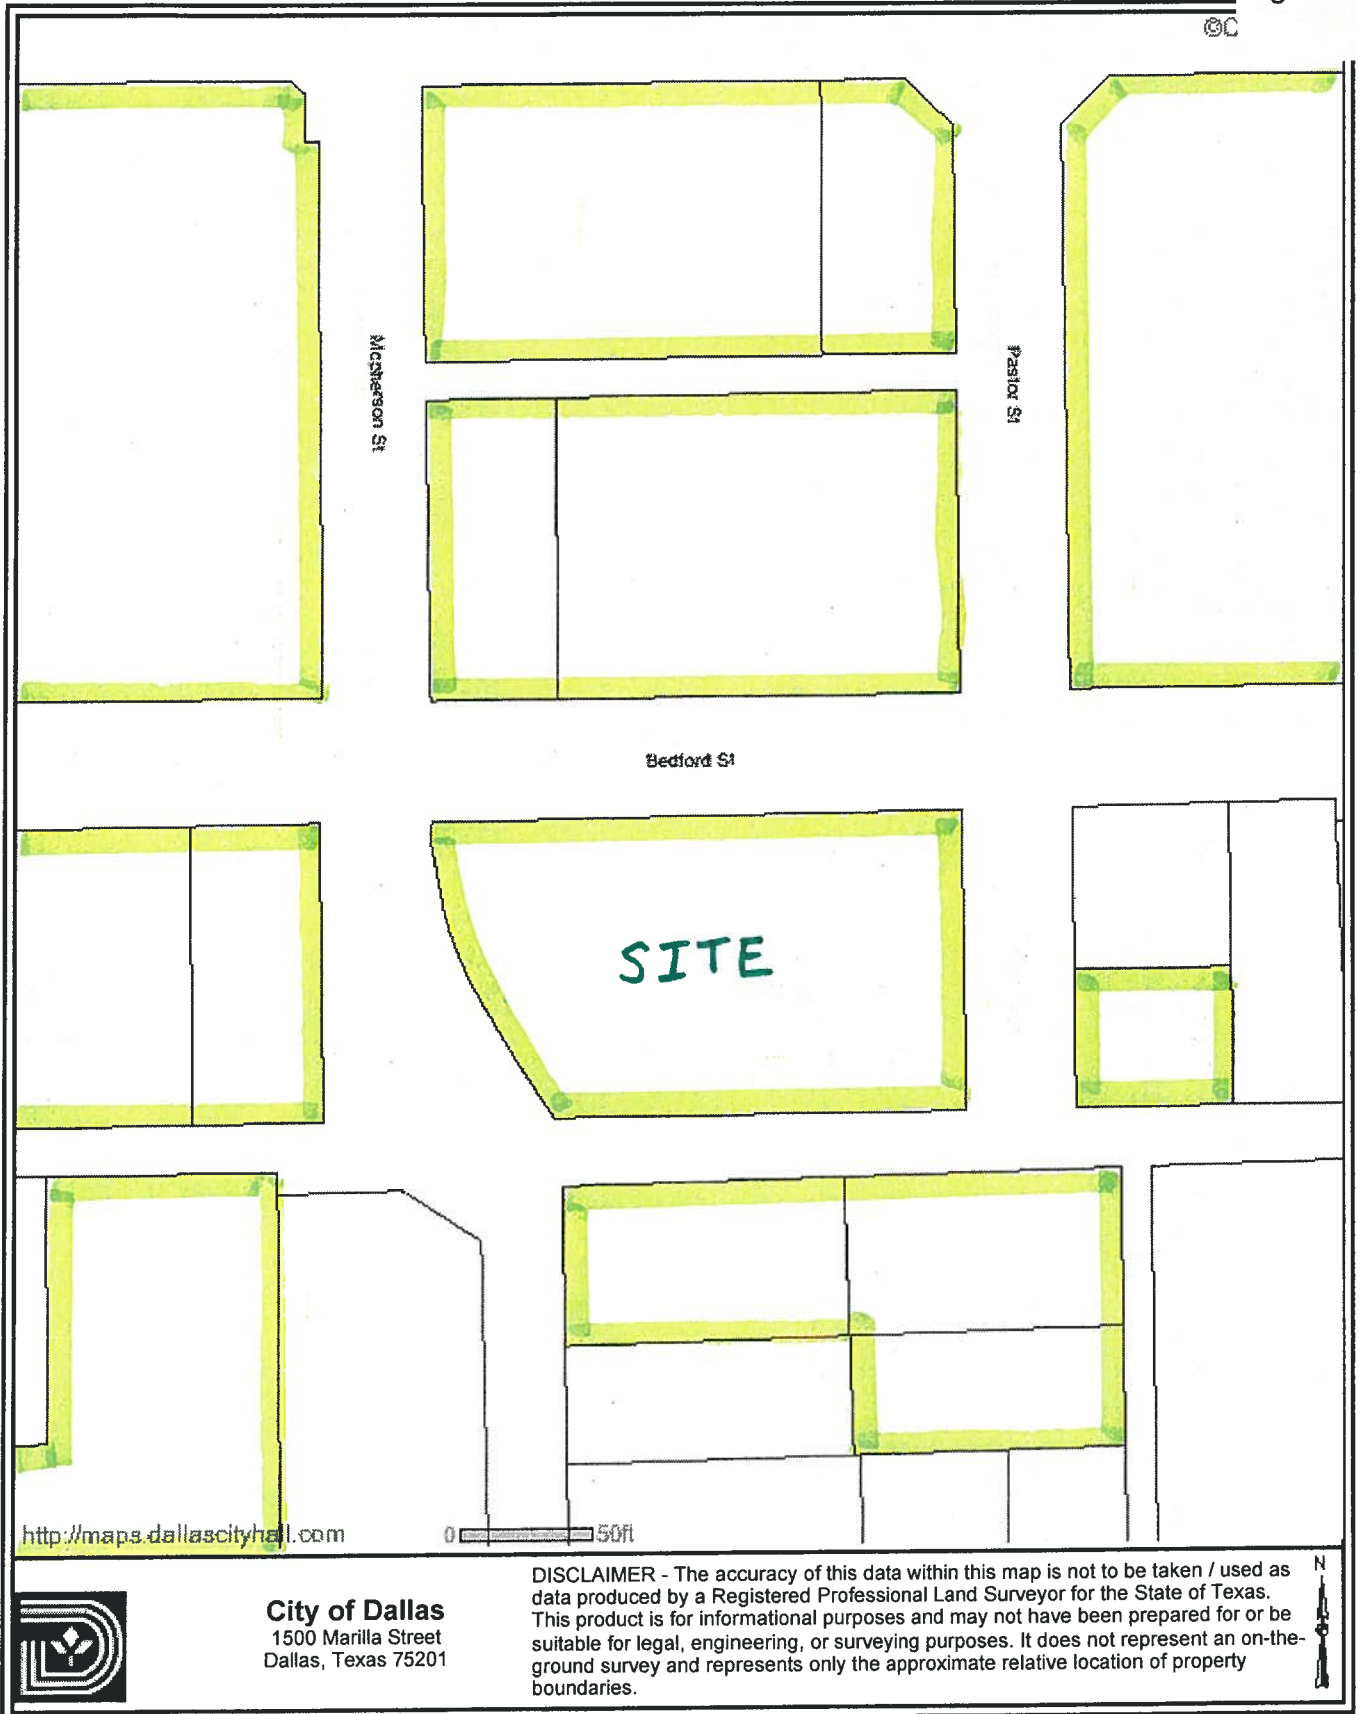 ©C
Mcpherson St
Pastor St
Bedford St
SITE
http://maps.dallascityhall.com
0 50ft
N
City of Dallas
1500 Marilla Street
Dallas, Texas 75201
DISCLAIMER - The accuracy of this data within this map is not to be taken / used as
data produced by a Registered Professional Land Surveyor for the State of Texas.
This product is for informational purposes and may not have been prepared for or be
suitable for legal, engineering, or surveying purposes. It does not represent an on-the-
ground survey and represents only the approximate relative location of property
boundaries.